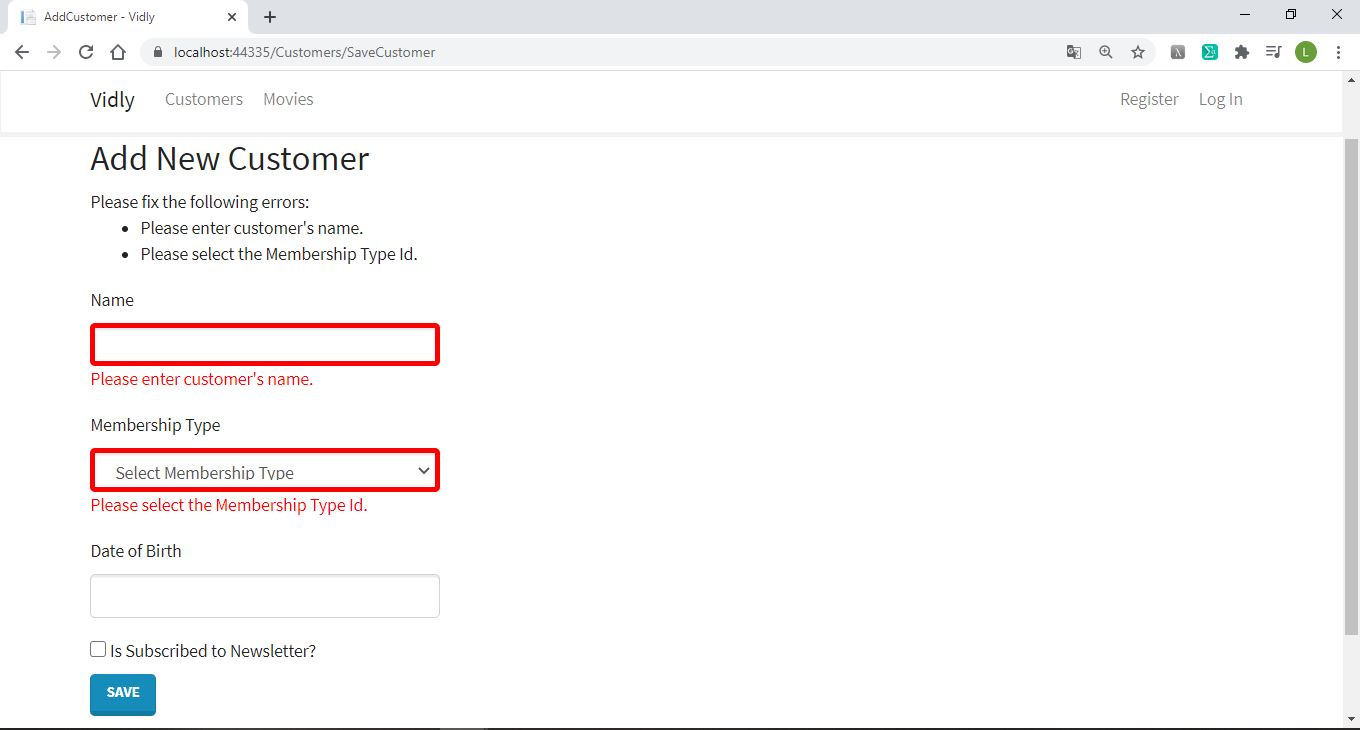 AddCustomer - Vidly
localhost:44335/Customers/SaveCustomer
L
Vidly Customers Movies Register Log In
Add New Customer
Please fix the following errors:
Please enter customer's name.
Please select the Membership Type Id.
Name
Please enter customer's name.
Membership Type
Select Membership Type
Please select the Membership Type Id.
Date of Birth
Is Subscribed to Newsletter?
SAVE